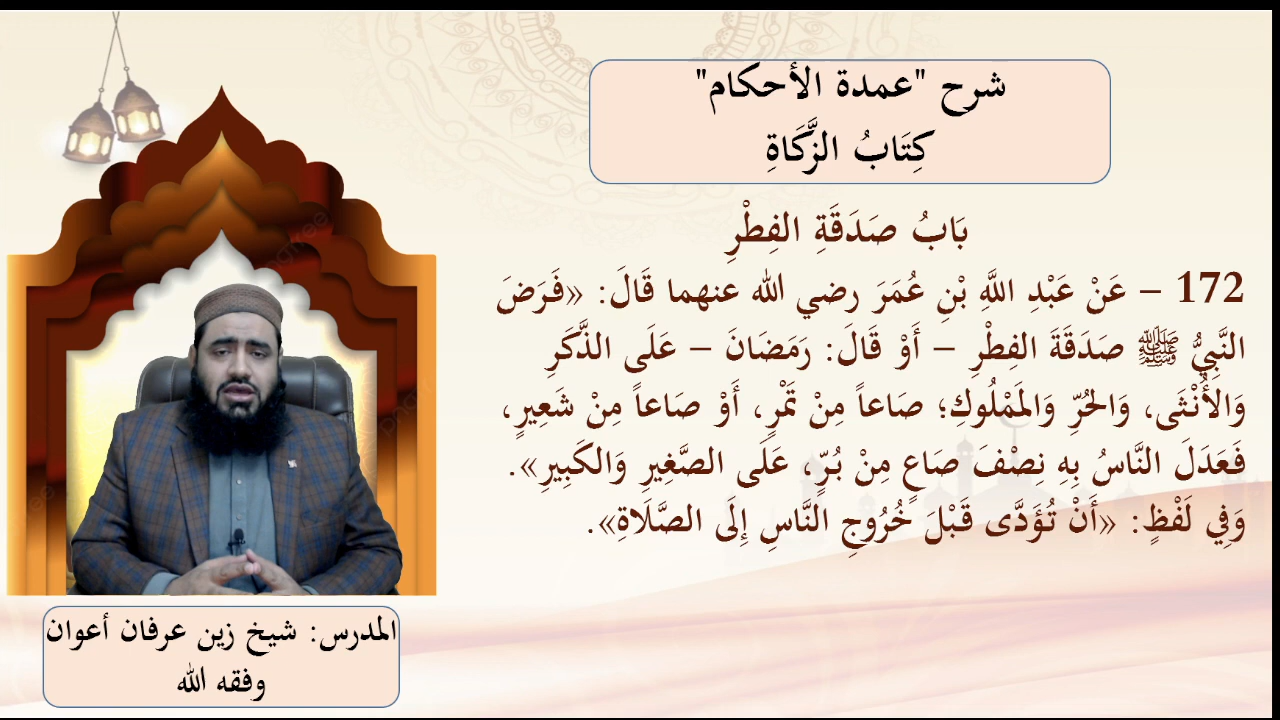 شرح "عمدة الأحكام"
كِتَابُ الزَّكَاةِ
بَابُ صَدَقَةِ الفِطْرِ
172 – عَنْ عَبْدِ اللَّهِ بْنِ عُمَرَ رضي الله عنهما قَالَ: «فَرَضَ
النَّبِيُّ ﷺ صَدَقَةَ الفِطْرِ – أَوْ قَالَ: رَمَضَانَ – عَلَى الذَّكَرِ
وَالأُنْثَى، وَالحُرِّ وَالمَمْلُوكِ؛ صَاعاً مِنْ تَمْرٍ، أَوْ صَاعاً مِنْ شَعِيرٍ،
فَعَدَلَ النَّاسُ بِهِ نِصْفَ صَاعٍ مِنْ بُرٍّ، عَلَى الصَّغِيرِ وَالكَبِيرِ».
وَفِي لَفْظٍ: «أَنْ تُؤَدَّى قَبْلَ خُرُوجِ النَّاسِ إِلَى الصَّلَاةِ».
المدرس: شيخ زين عرفان أعوان
وفقه الله